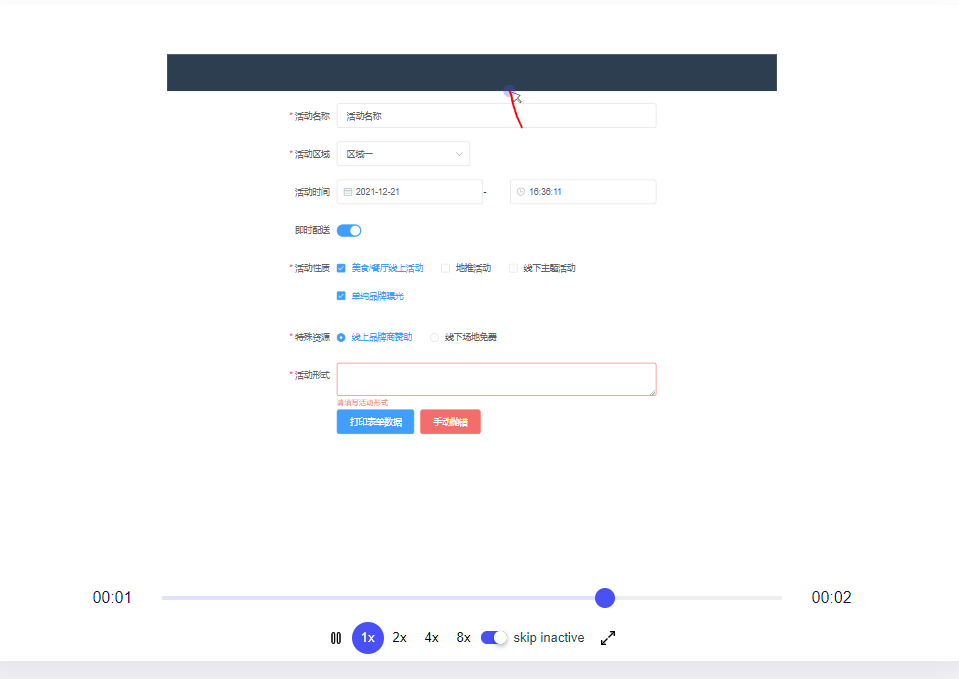 * 活动名称 活动名称
* 活动区域 区域一
活动时间 2021-12-21 - 16:36:11
即时配送
* 活动性质 美食/餐厅线上活动 地推活动 线下主题活动
单纯品牌曝光
* 特殊资源 线上品牌商赞助 线下场地免费
* 活动形式
请填写活动形式
打印表单数据 手动抛错
00:01 00:02
1x 2x 4x 8x skip inactive